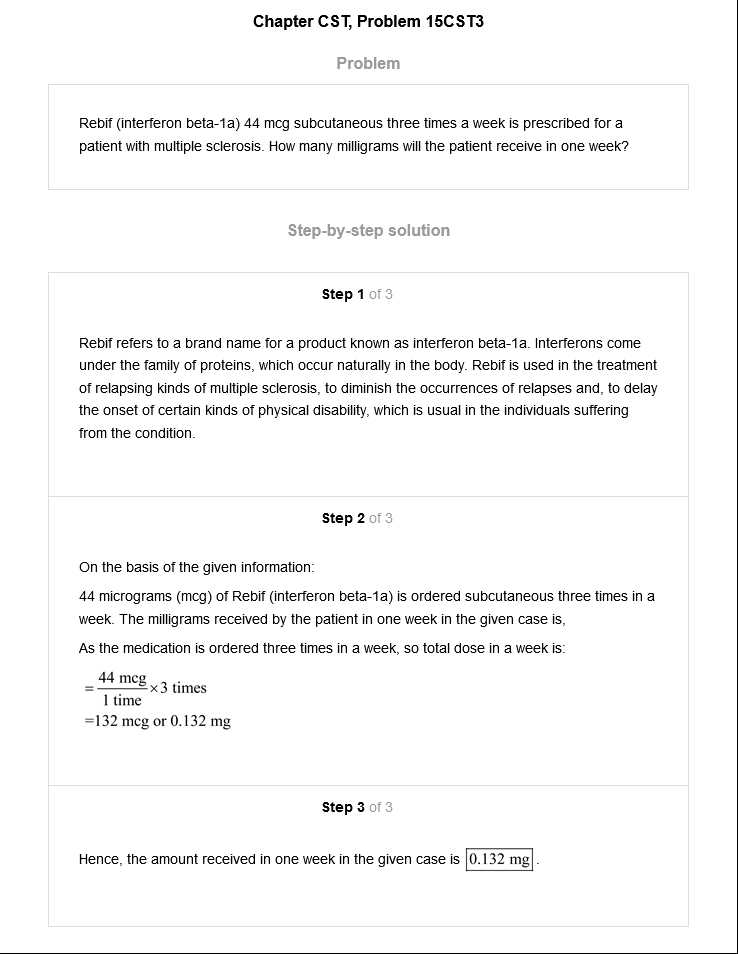 Chapter CST, Problem 15CST3
Problem
Rebif (interferon beta-1a) 44 mcg subcutaneous three times a week is prescribed for a
patient with multiple sclerosis. How many milligrams will the patient receive in one week?
Step-by-step solution
Step 1 of 3
Rebif refers to a brand name for a product known as interferon beta-1a. Interferons come
under the family of proteins, which occur naturally in the body. Rebif is used in the treatment
of relapsing kinds of multiple sclerosis, to diminish the occurrences of relapses and, to delay
the onset of certain kinds of physical disability, which is usual in the individuals suffering
from the condition.
Step 2 of 3
On the basis of the given information:
44 micrograms (mcg) of Rebif (interferon beta-1a) is ordered subcutaneous three times in a
week. The milligrams received by the patient in one week in the given case is,
As the medication is ordered three times in a week, so total dose in a week is:
44 mcg
= ×3 times
1 time
=132 mcg or 0.132 mg
Step 3 of 3
Hence, the amount received in one week in the given case is 0.132 mg .